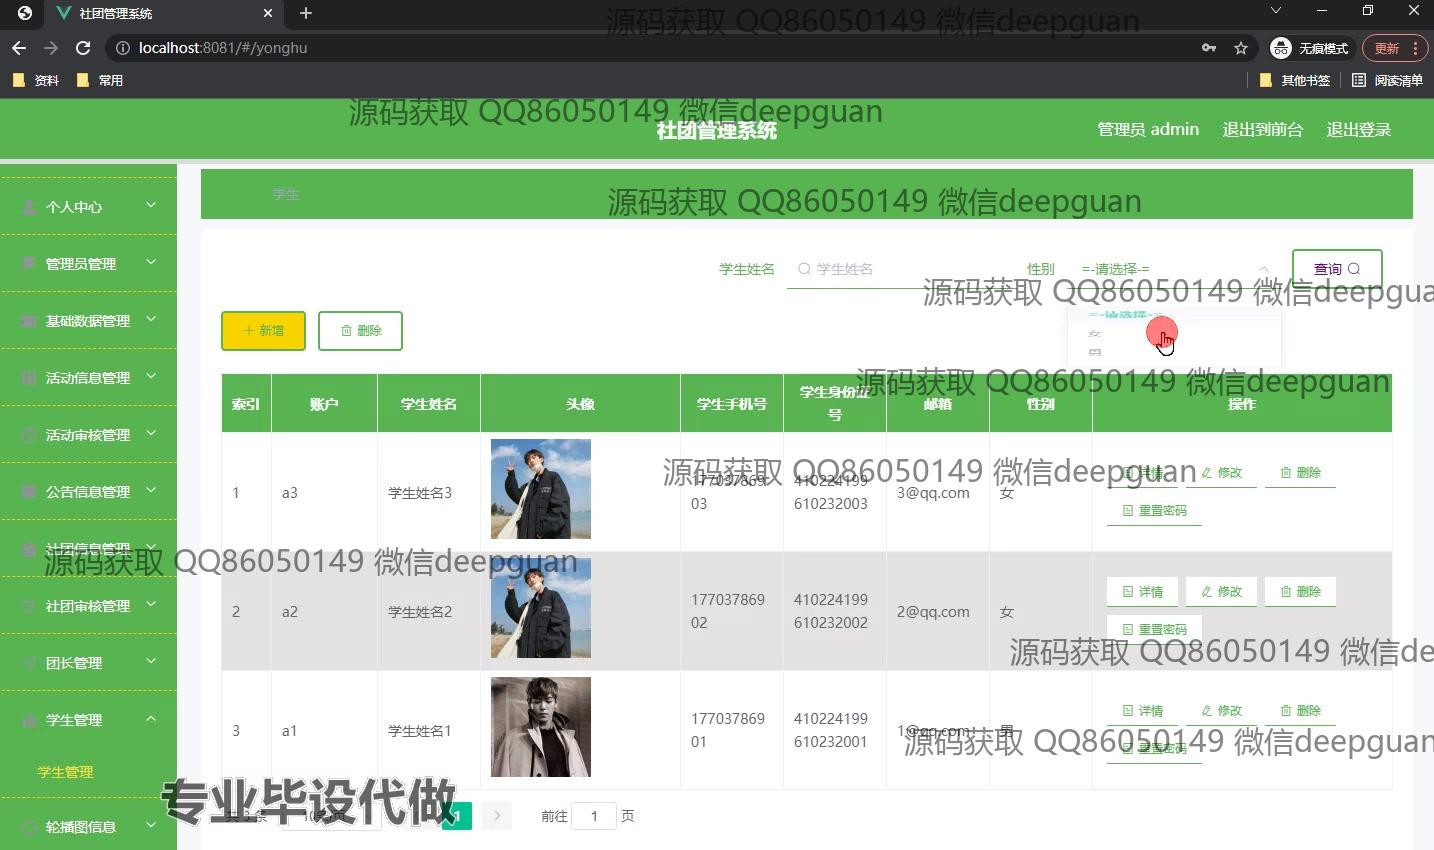 社团管理系统
localhost:8081/#/yonghu
无痕模式
更新
资料
常用
其他书签
阅读清单
源码获取 QQ86050149 微信deepguan
源码获取 QQ86050149 微信deepguan
社团管理系统
管理员 admin
退出到前台
退出登录
学生
源码获取 QQ86050149 微信deepguan
个人中心
管理员管理
基础数据管理
活动信息管理
活动审核管理
公告信息管理
社团信息管理
社团审核管理
团长管理
学生管理
学生管理
轮播图信息
学生姓名
学生姓名
性别
=-请选择-=
查询
源码获取 QQ86050149 微信deepgua
=-请选择-=
女
男
新增
删除
源码获取 QQ86050149 微信deepguan
索引 账户 学生姓名 头像 学生手机号 学生身份证号 邮箱 性别 操作
源码获取 QQ86050149 微信deepguan
1 a3 学生姓名3 17703786903 410224199610232003 3@qq.com 女 详情 修改 删除
重置密码
源码获取 QQ86050149 微信deepguan
2 a2 学生姓名2 17703786902 410224199610232002 2@qq.com 女 详情 修改 删除
重置密码
源码获取 QQ86050149 微信de
3 a1 学生姓名1 17703786901 410224199610232001 1@qq.com 男 详情 修改 删除
重置密码
源码获取 QQ86050149 微信deepguan
专业毕设代做
共 3 条 10条/页 1 前往 1 页